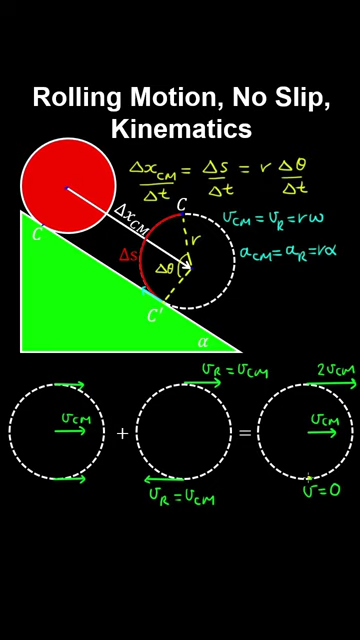 Rolling Motion, No Slip,
Kinematics
Δx_CM/Δt = Δs/Δt = r Δθ/Δt
C
Δx_CM
C
v_CM = v_R = rω
r
Δs
a_CM = a_R = rα
Δθ
C'
α
v_R = v_CM
2v_CM
v_CM
+
=
v_CM
v_R = v_CM
v = 0